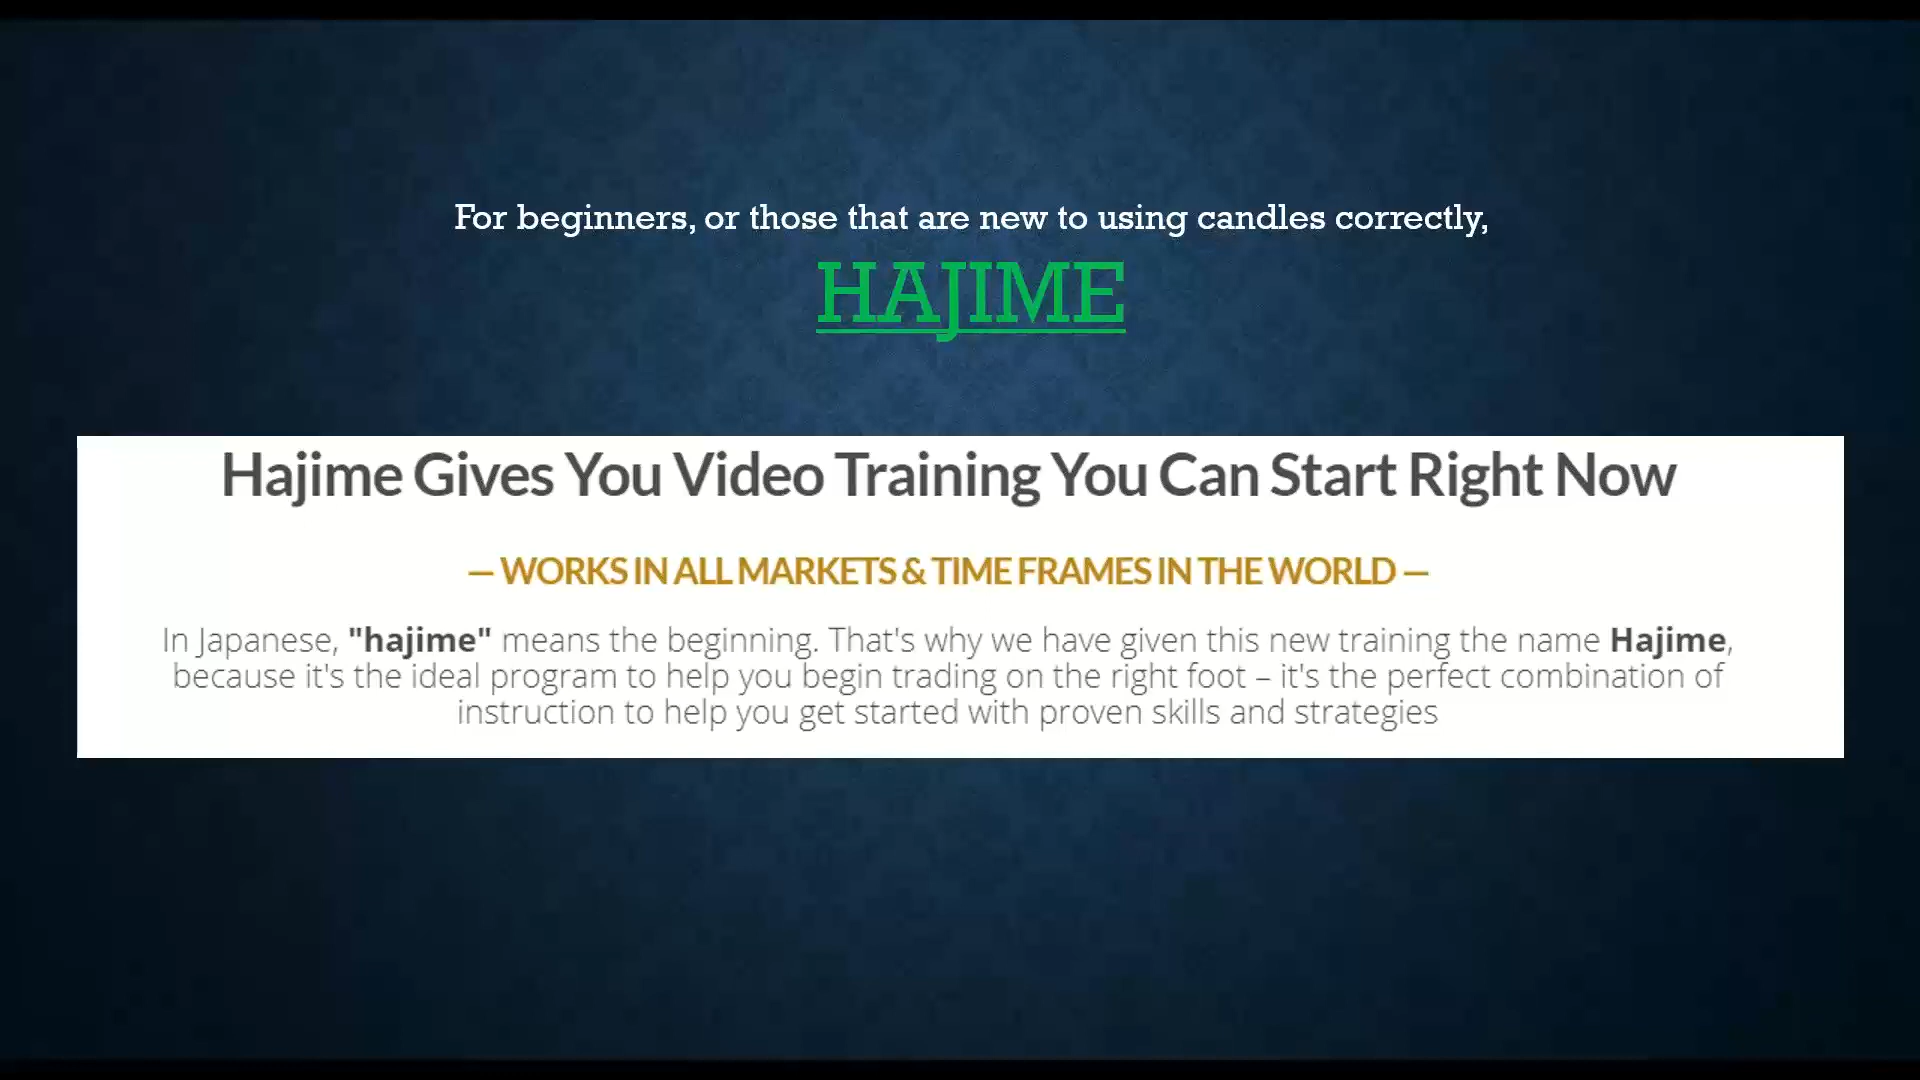 For beginners, or those that are new to using candles correctly,
HAJIME
Hajime Gives You Video Training You Can Start Right Now
— WORKS IN ALL MARKETS & TIME FRAMES IN THE WORLD —
In Japanese, "hajime" means the beginning. That's why we have given this new training the name Hajime,
because it's the ideal program to help you begin trading on the right foot – it's the perfect combination of
instruction to help you get started with proven skills and strategies